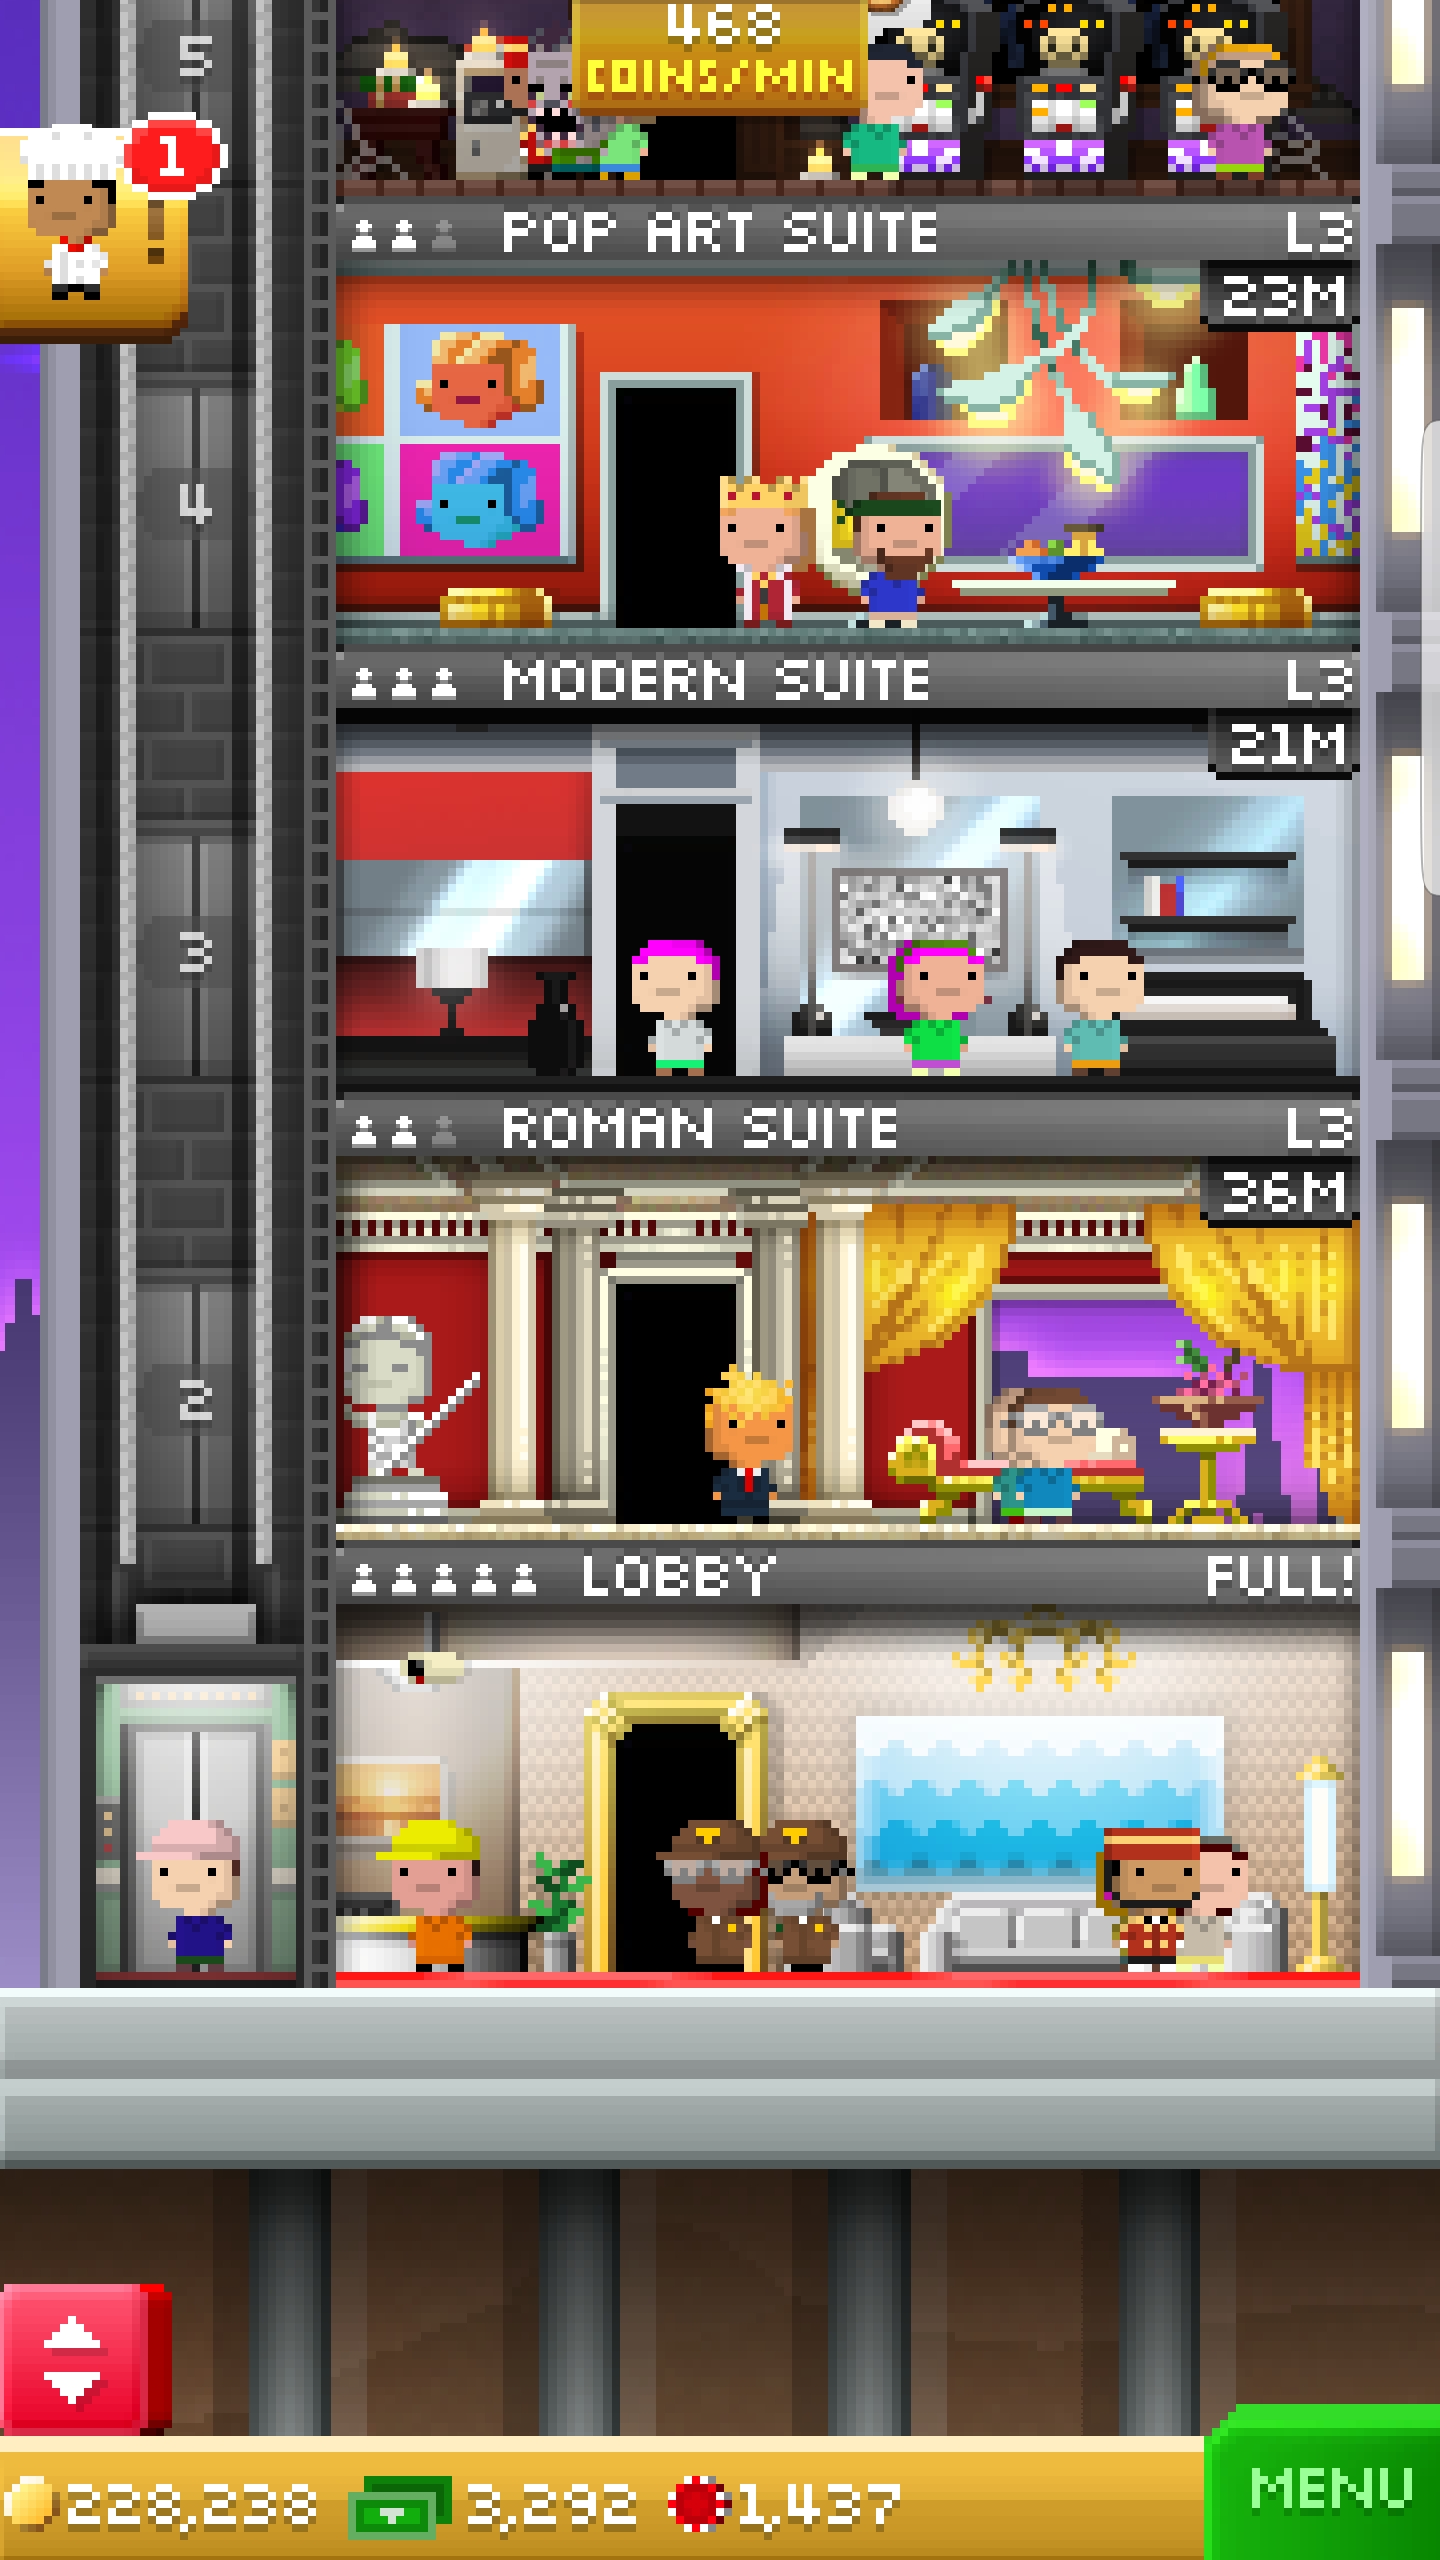 468
COINS/MIN
5
1
!
POP ART SUITE L3
23M
4
MODERN SUITE L3
21M
3
ROMAN SUITE L3
36M
2
LOBBY FULL!
228,238 3,292 1,437
MENU